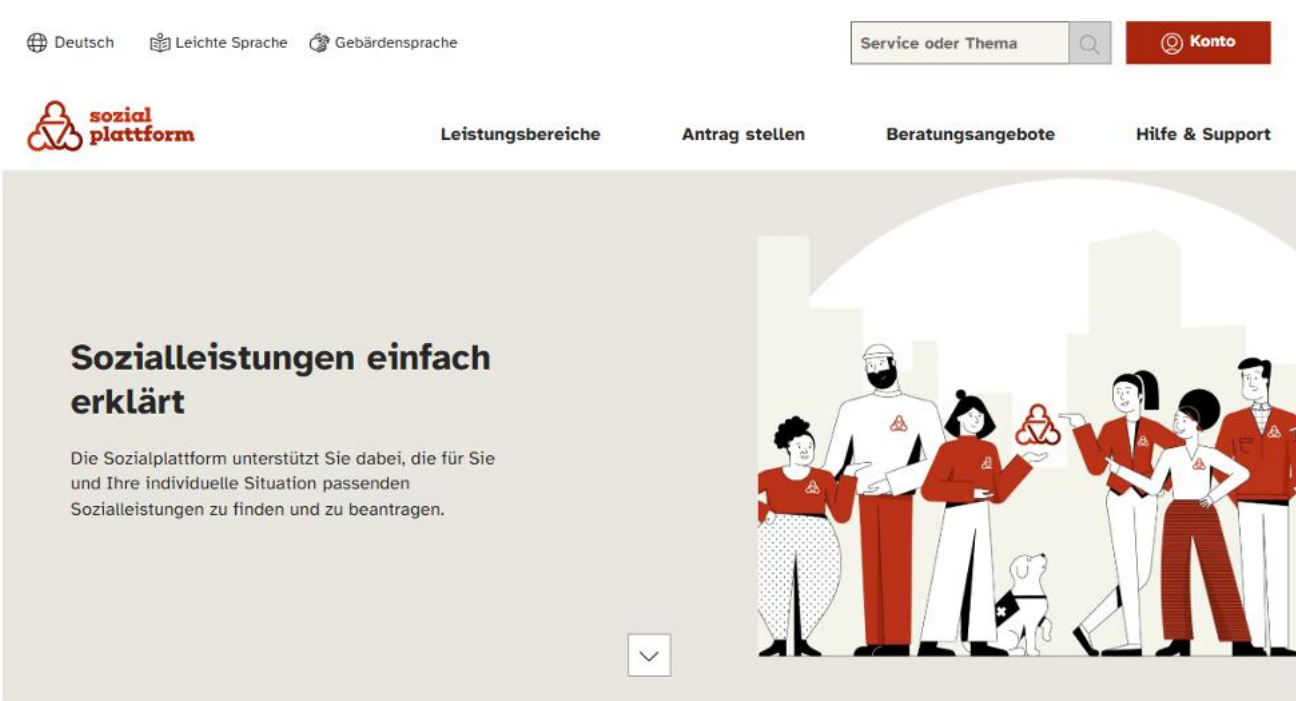 Deutsch
Leichte Sprache
Gebärdensprache
Service oder Thema
Konto
sozial
plattform
Leistungsbereiche
Antrag stellen
Beratungsangebote
Hilfe & Support
Sozialleistungen einfach
erklärt
Die Sozialplattform unterstützt Sie dabei, die für Sie
und Ihre individuelle Situation passenden
Sozialleistungen zu finden und zu beantragen.